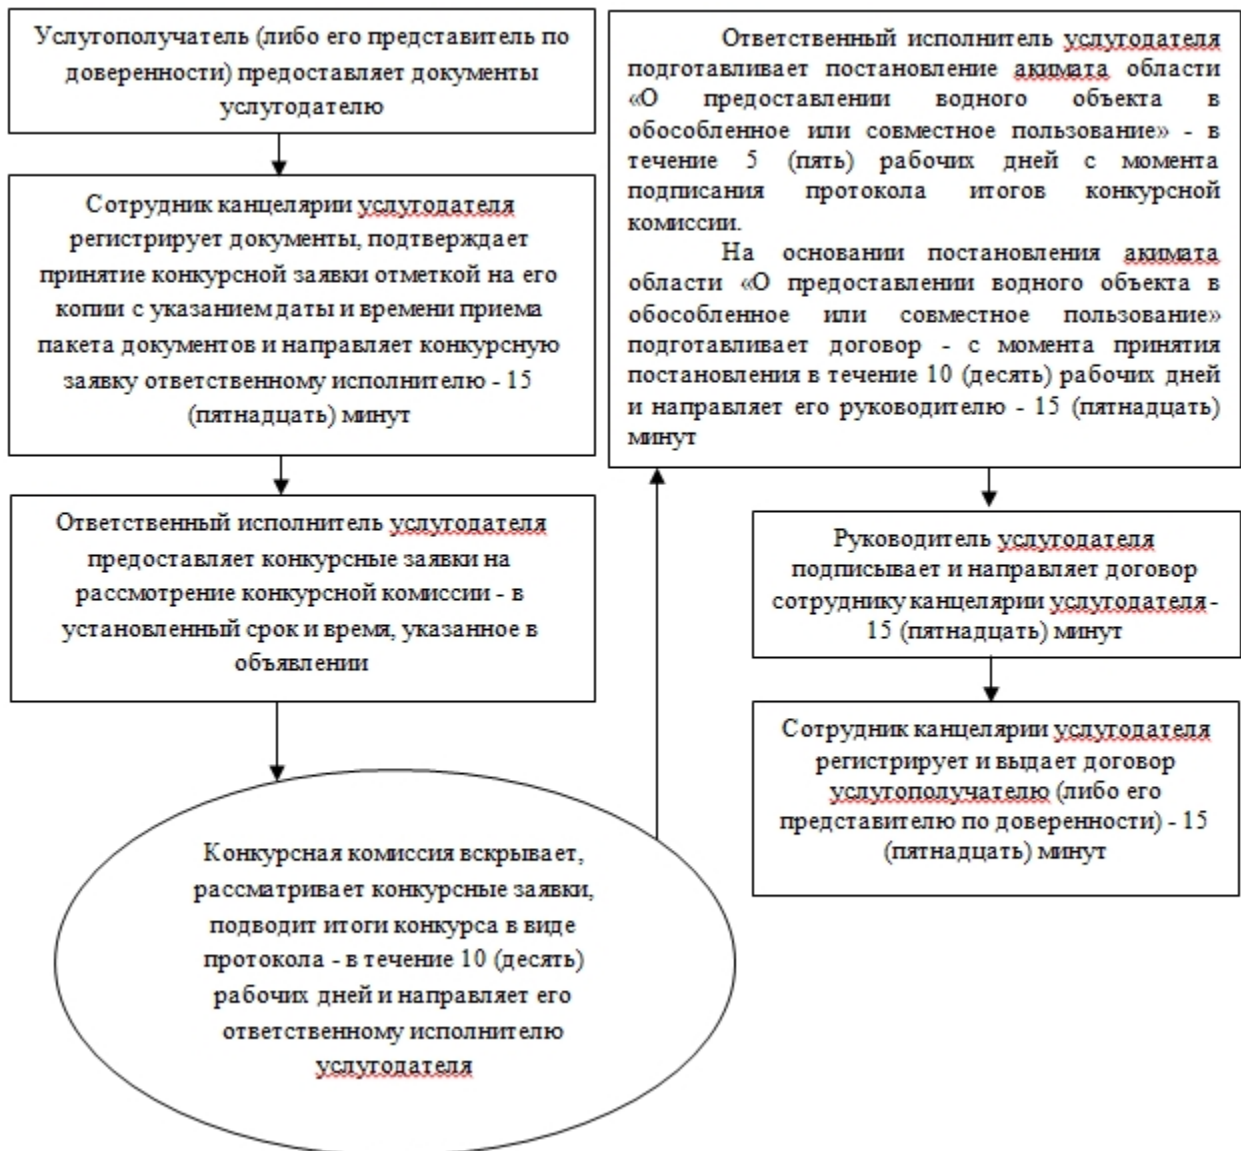 Услугополучатель (либо его представитель по
доверенности) предоставляет документы
услугодателю
Сотрудник канцелярии услугодателя
регистрирует документы, подтверждает
принятие конкурсной заявки отметкой на его
копии с указанием даты и времени приема
пакета документов и направляет конкурсную
заявку ответственному исполнителю - 15
(пятнадцать) минут
Ответственный исполнитель услугодателя
предоставляет конкурсные заявки на
рассмотрение конкурсной комиссии - в
установленный срок и время, указанное в
объявлении
Конкурсная комиссия вскрывает,
рассматривает конкурсные заявки,
подводит итоги конкурса в виде
протокола - в течение 10 (десять)
рабочих дней и направляет его
ответственному исполнителю
услугодателя
Ответственный исполнитель услугодателя
подготавливает постановление акимата области
«О предоставлении водного объекта в
обособленное или совместное пользование» - в
течение 5 (пять) рабочих дней с момента
подписания протокола итогов конкурсной
комиссии.
На основании постановления акимата
области «О предоставлении водного объекта в
обособленное или совместное пользование»
подготавливает договор - с момента принятия
постановления в течение 10 (десять) рабочих дней
и направляет его руководителю - 15 (пятнадцать)
минут
Руководитель услугодателя
подписывает и направляет договор
сотруднику канцелярии услугодателя -
15 (пятнадцать) минут
Сотрудник канцелярии услугодателя
регистрирует и выдает договор
услугополучателю (либо его
представителю по доверенности) - 15
(пятнадцать) минут